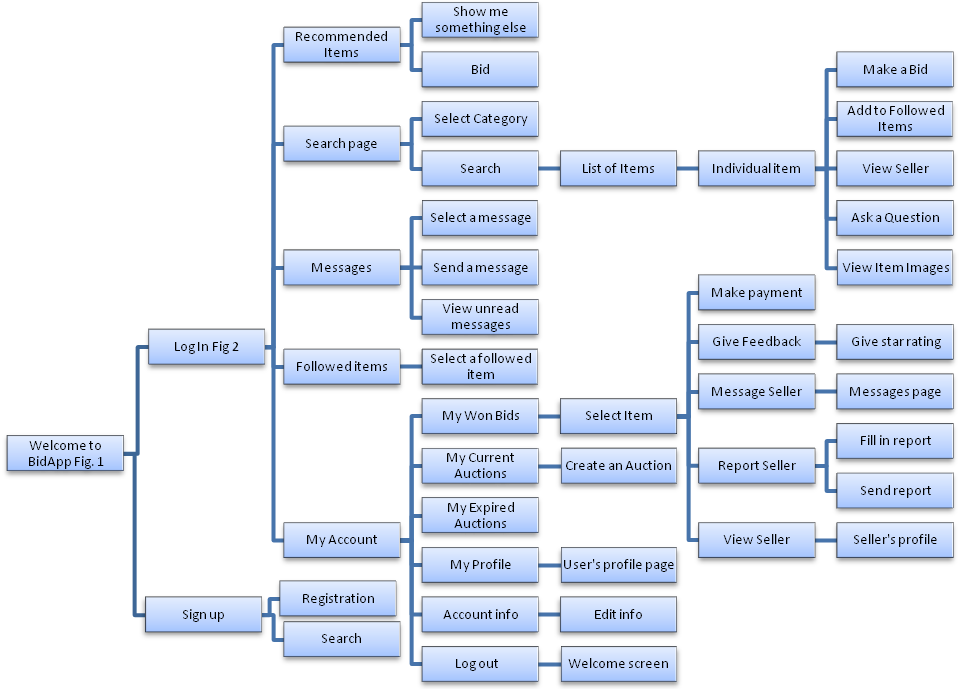 Show me
something else
Recommended
Items
Bid
Make a Bid
Select Category
Add to Followed
Items
Search page
Search
List of Items
Individual item
View Seller
Select a message
Ask a Question
Messages
Send a message
View Item Images
Make payment
View unread
messages
Log In Fig 2
Give Feedback
Give star rating
Followed items
Select a followed
item
Message Seller
Messages page
My Won Bids
Select Item
Welcome to
BidApp Fig. 1
Fill in report
My Current
Auctions
Create an Auction
Report Seller
Send report
My Expired
Auctions
My Account
View Seller
Seller's profile
My Profile
User's profile page
Registration
Sign up
Account info
Edit info
Search
Log out
Welcome screen